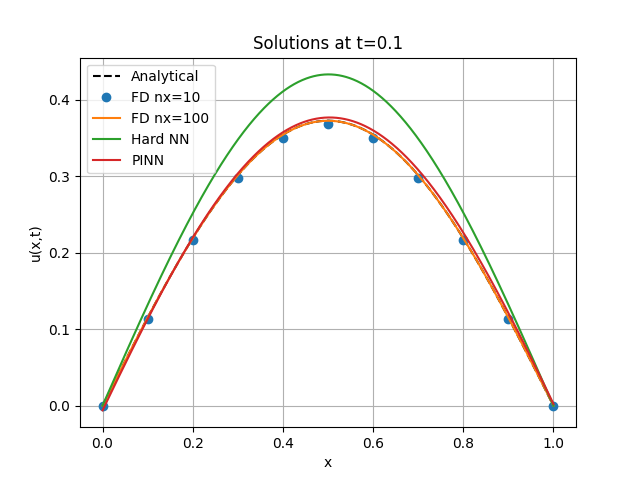 Solutions at t=0.1
Analytical
FD nx=10
FD nx=100
Hard NN
PINN
0.4
0.3
0.2
0.1
0.0
u(x,t)
0.0 0.2 0.4 0.6 0.8 1.0
x